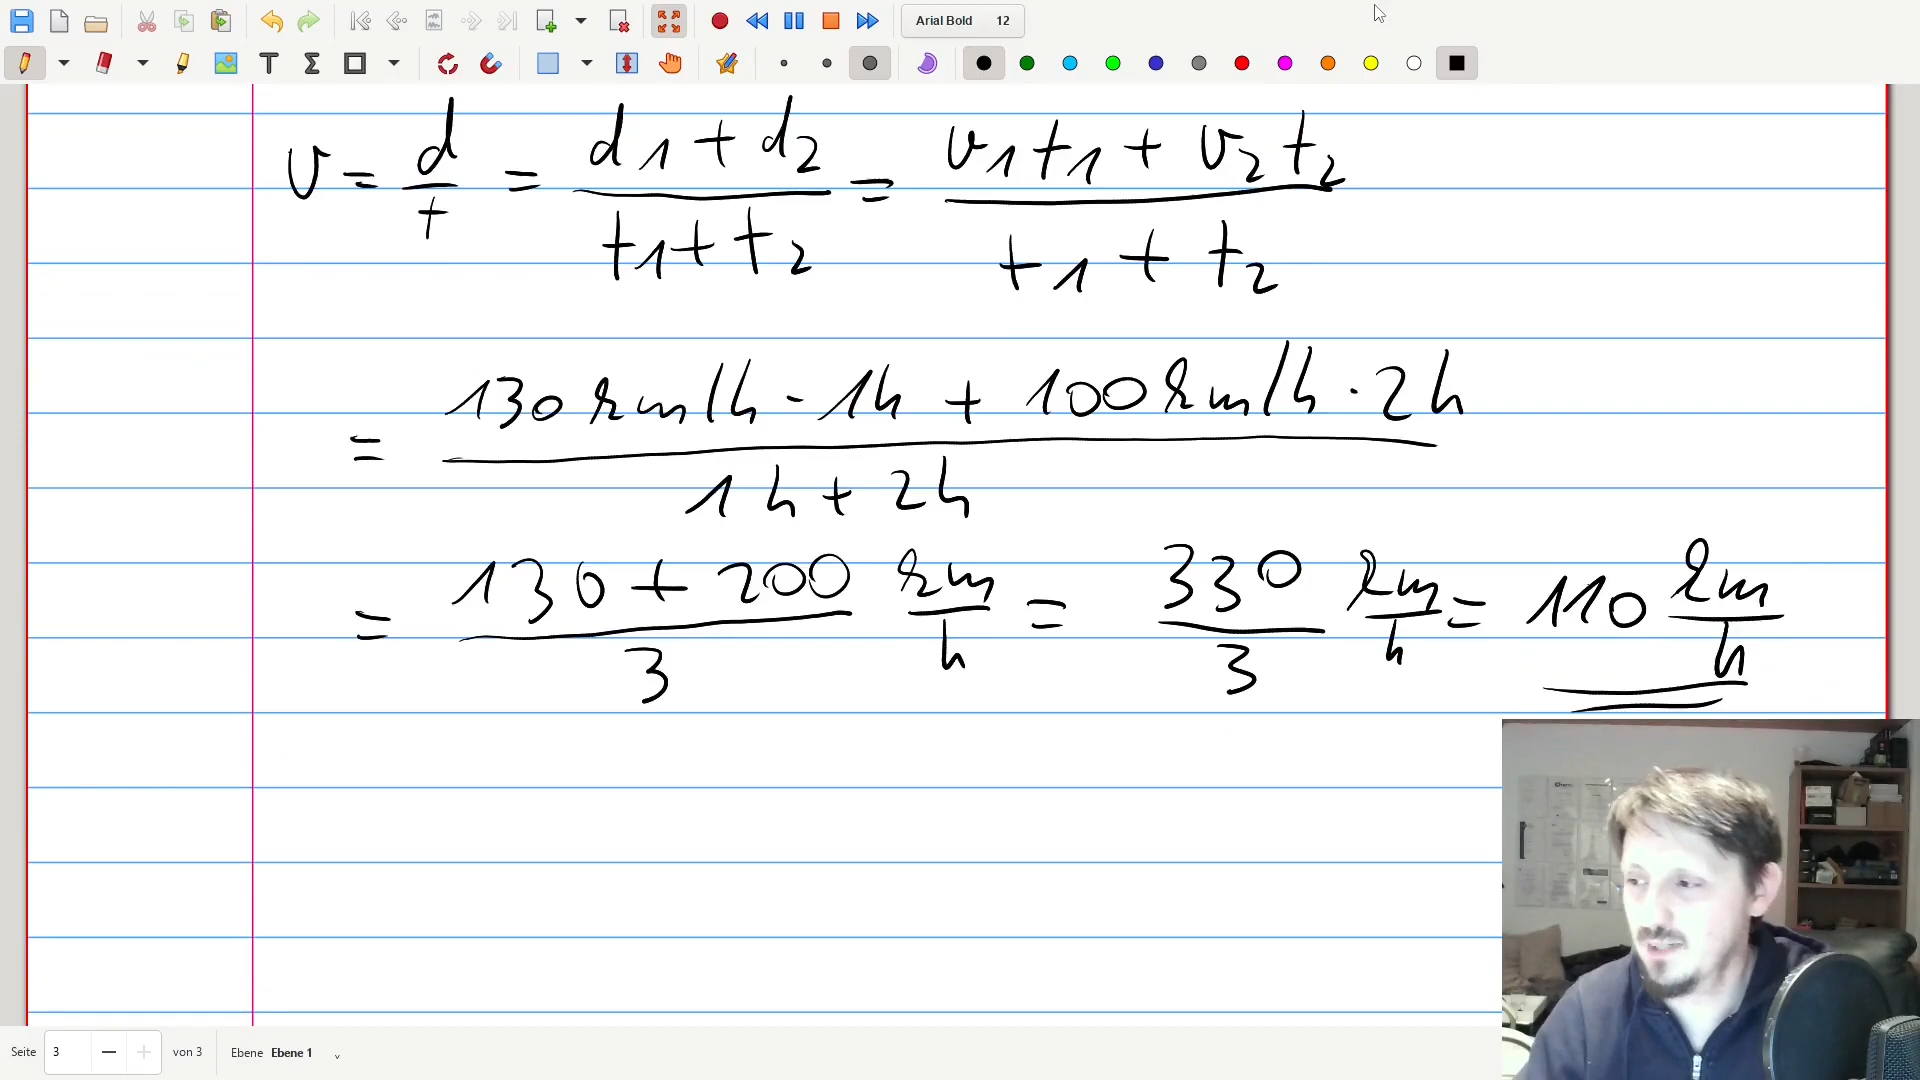 Arial Bold 12
v = d/t = (d1 + d2)/(t1 + t2) = (v1t1 + v2t2)/(t1 + t2)
= (130 km/h · 1h + 100 km/h · 2h)/(1h + 2h)
= (130 + 200)/3 km/h = 330/3 km/h = 110 km/h
Seite 3 von 3 Ebene Ebene 1